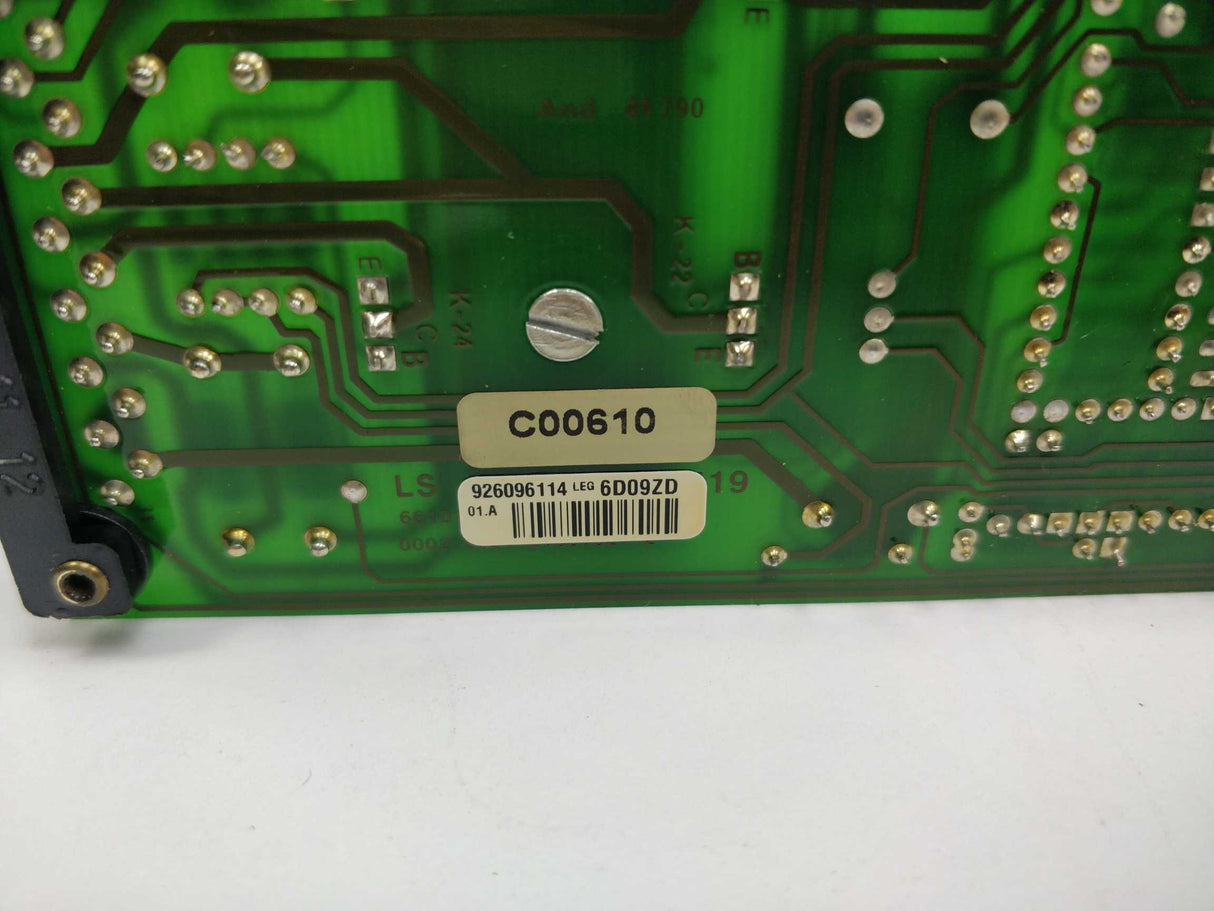 E
And
K-22
B
C
E
K-24
E
C
B
C00610
LS
19
926096114 LEG 6D09ZD
01.A
12